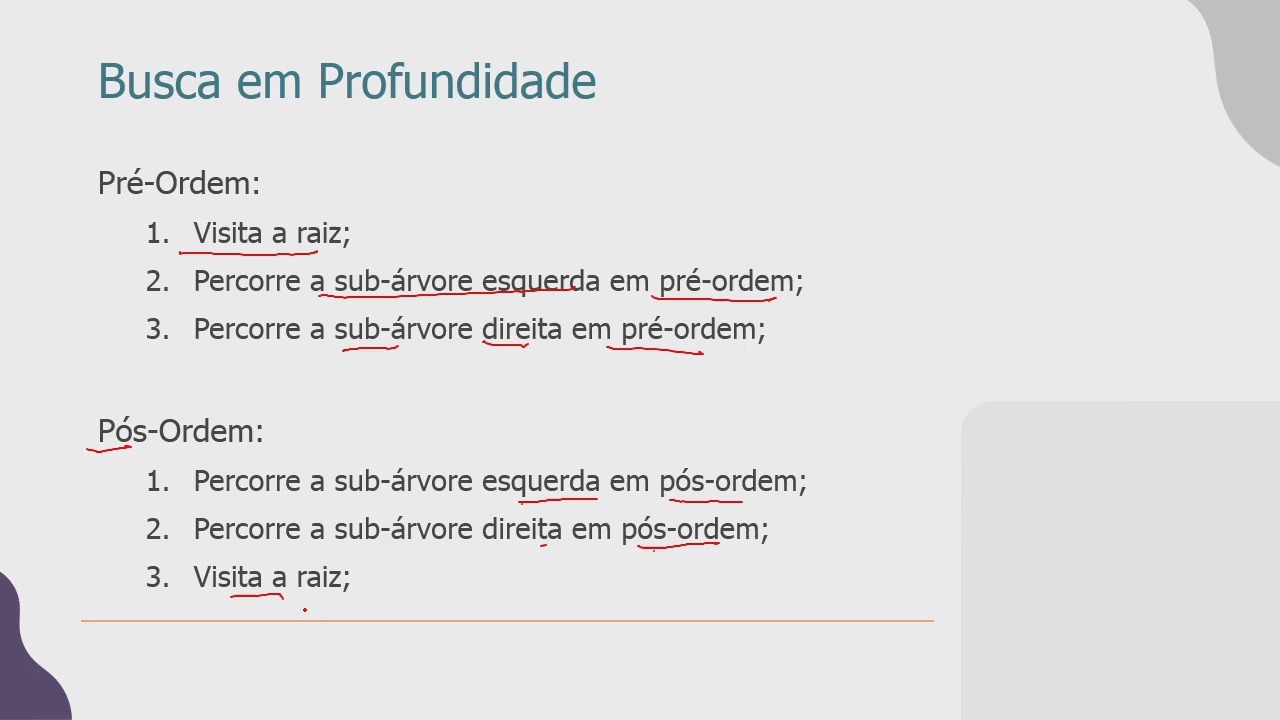 Busca em Profundidade
Pré-Ordem:
1. Visita a raiz;
2. Percorre a sub-árvore esquerda em pré-ordem;
3. Percorre a sub-árvore direita em pré-ordem;
Pós-Ordem:
1. Percorre a sub-árvore esquerda em pós-ordem;
2. Percorre a sub-árvore direita em pós-ordem;
3. Visita a raiz;